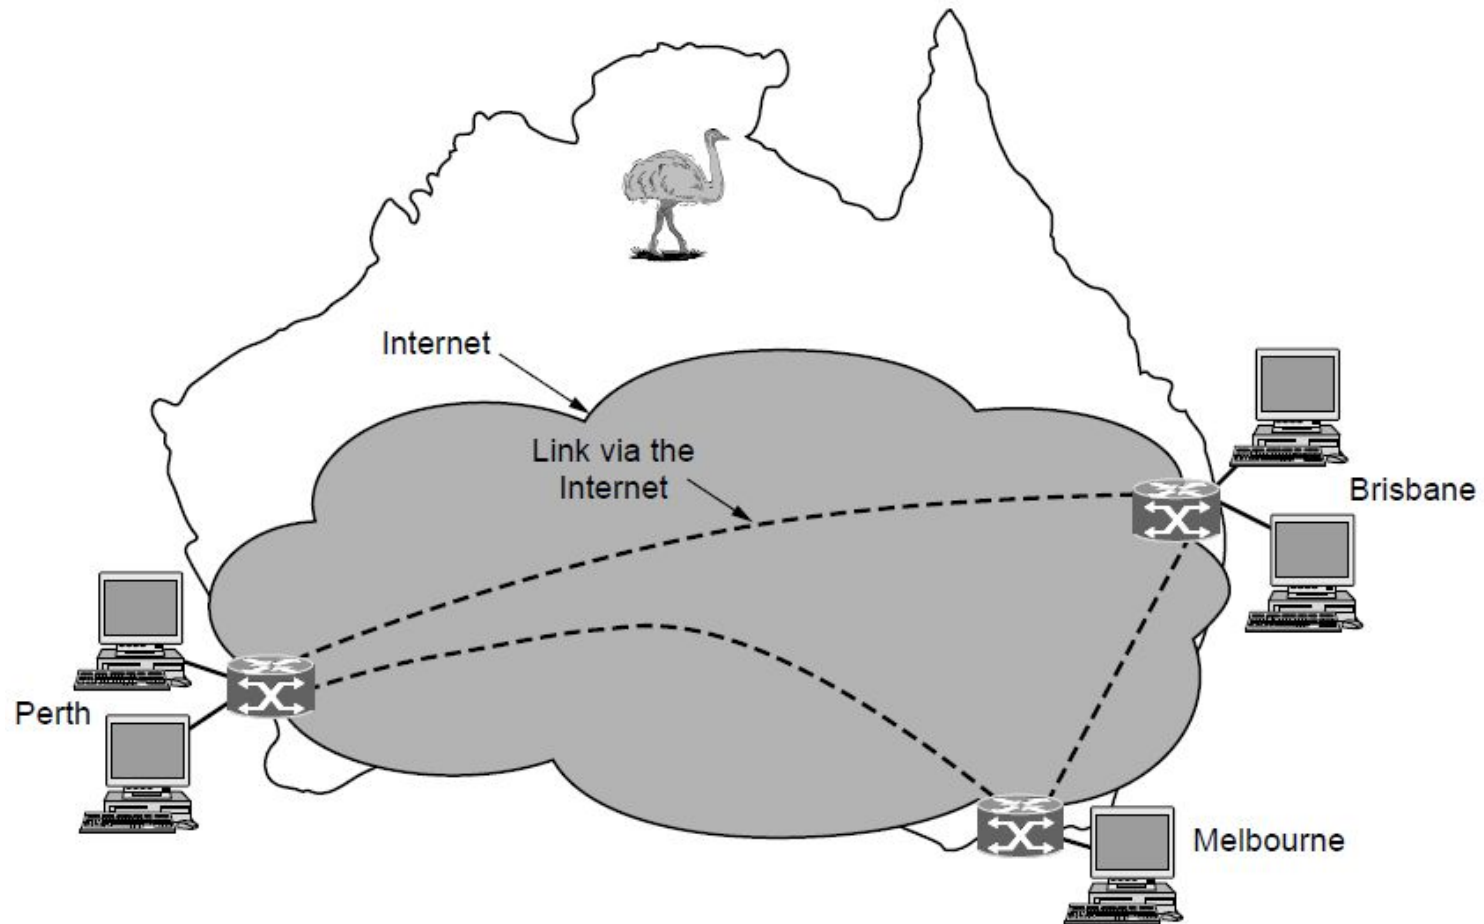 Internet
Link via the
Internet
Brisbane
Perth
Melbourne